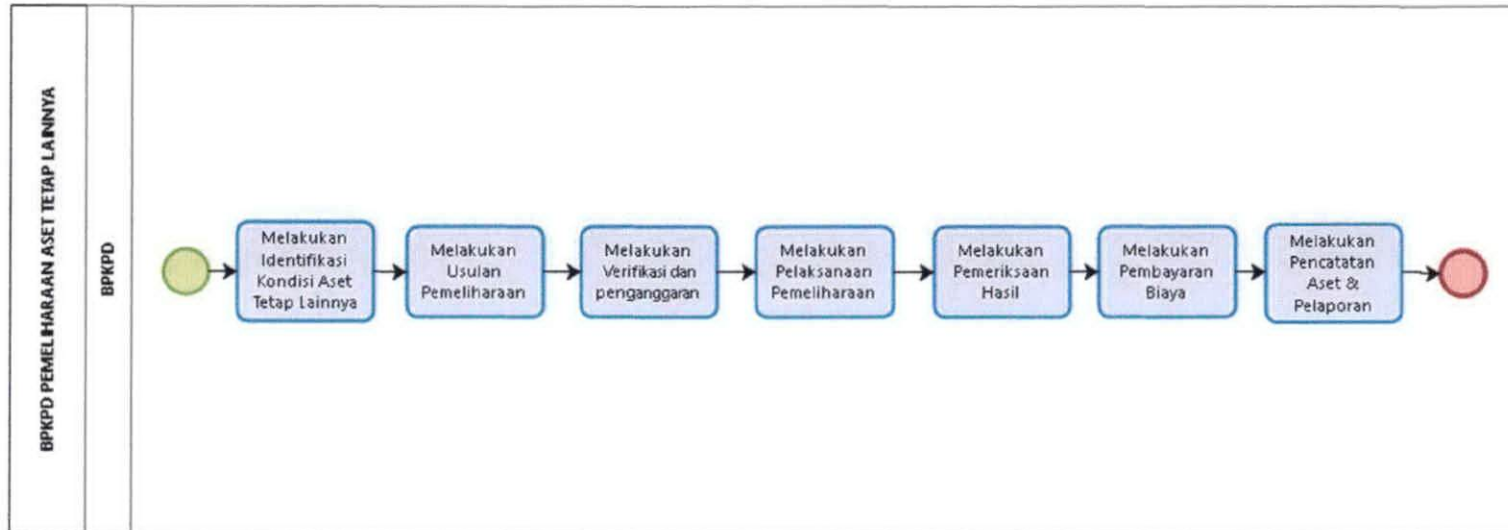 BPKPD PEMELIHARAAN ASET TETAP LAINNYA
BPKPD
Melakukan
Identifikasi
Kondisi Aset
Tetap Lainnya
Melakukan
Usulan
Pemeliharaan
Melakukan
Verifikasi dan
penganggaran
Melakukan
Pelaksanaan
Pemeliharaan
Melakukan
Pemeriksaan
Hasil
Melakukan
Pembayaran
Biaya
Melakukan
Pencatatan
Aset &
Pelaporan